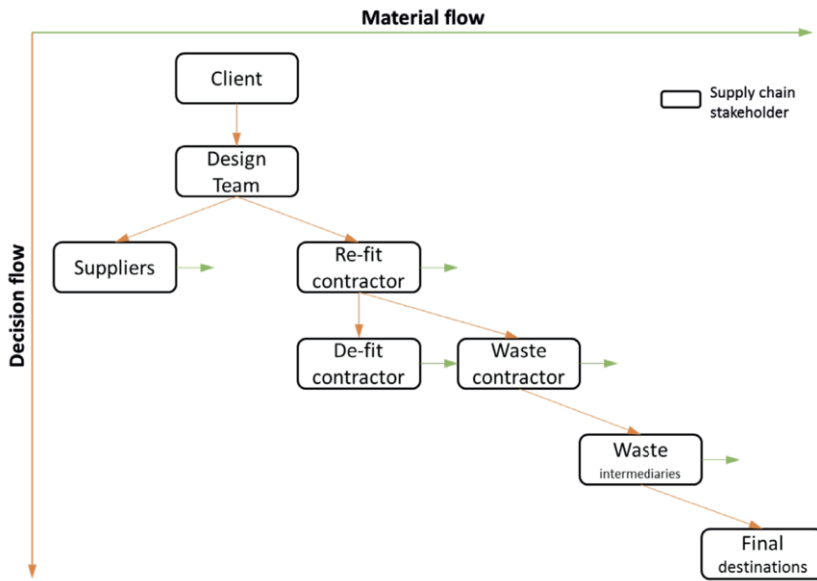 Material flow
Decision flow
Client
Supply chain
stakeholder
Design
Team
Suppliers
Re-fit
contractor
De-fit
contractor
Waste
contractor
Waste
intermediaries
Final
destinations